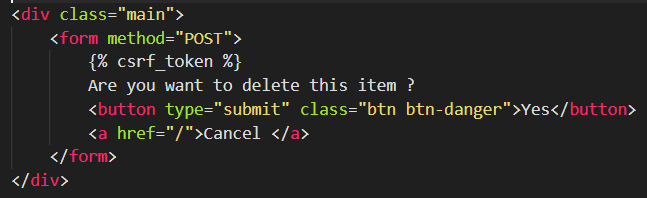 <div class="main">
<form method="POST">
{% csrf_token %}
Are you want to delete this item ?
<button type="submit" class="btn btn-danger">Yes</button>
<a href="/">Cancel </a>
</form>
</div>